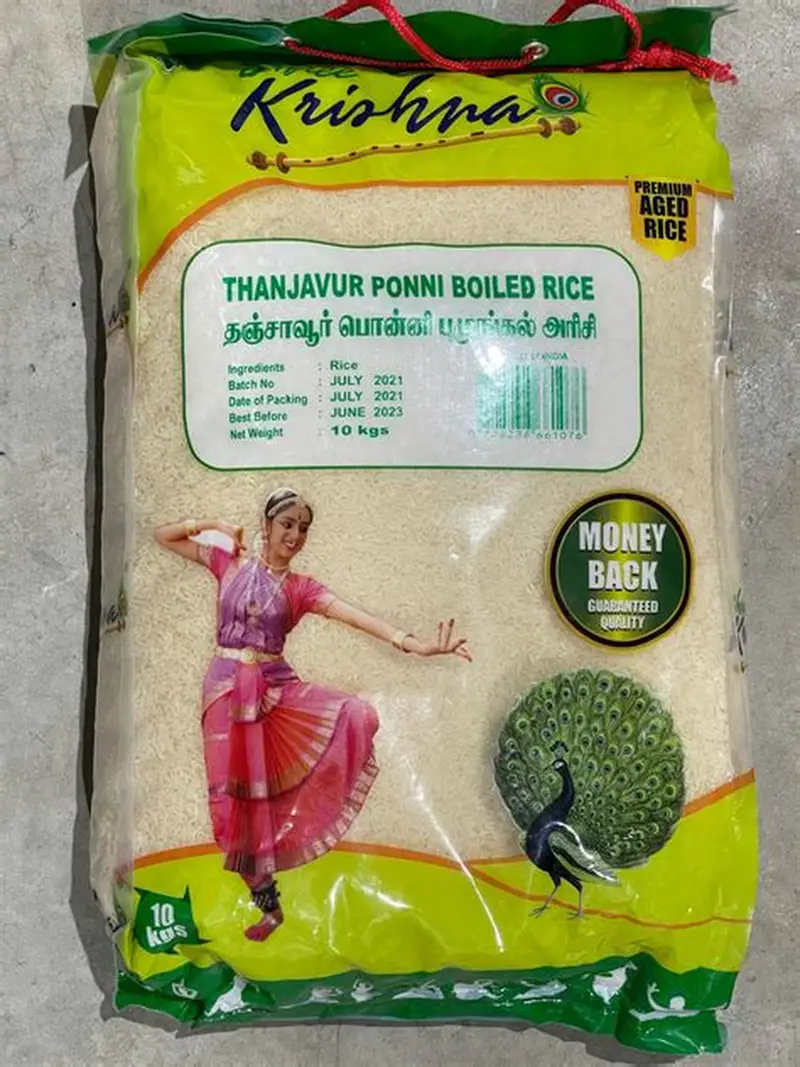 Krishna
PREMIUM
AGED
RICE
THANJAVUR PONNI BOILED RICE
தஞ்சாவூர் பொன்னி புழுங்கல் அரிசி
Ingredients : Rice
Batch No : JULY 2021
Date of Packing : JULY 2021
Best Before : JUNE 2023
Net Weight : 10 kgs
MONEY
BACK
GUARANTEED
QUALITY
10
kgs